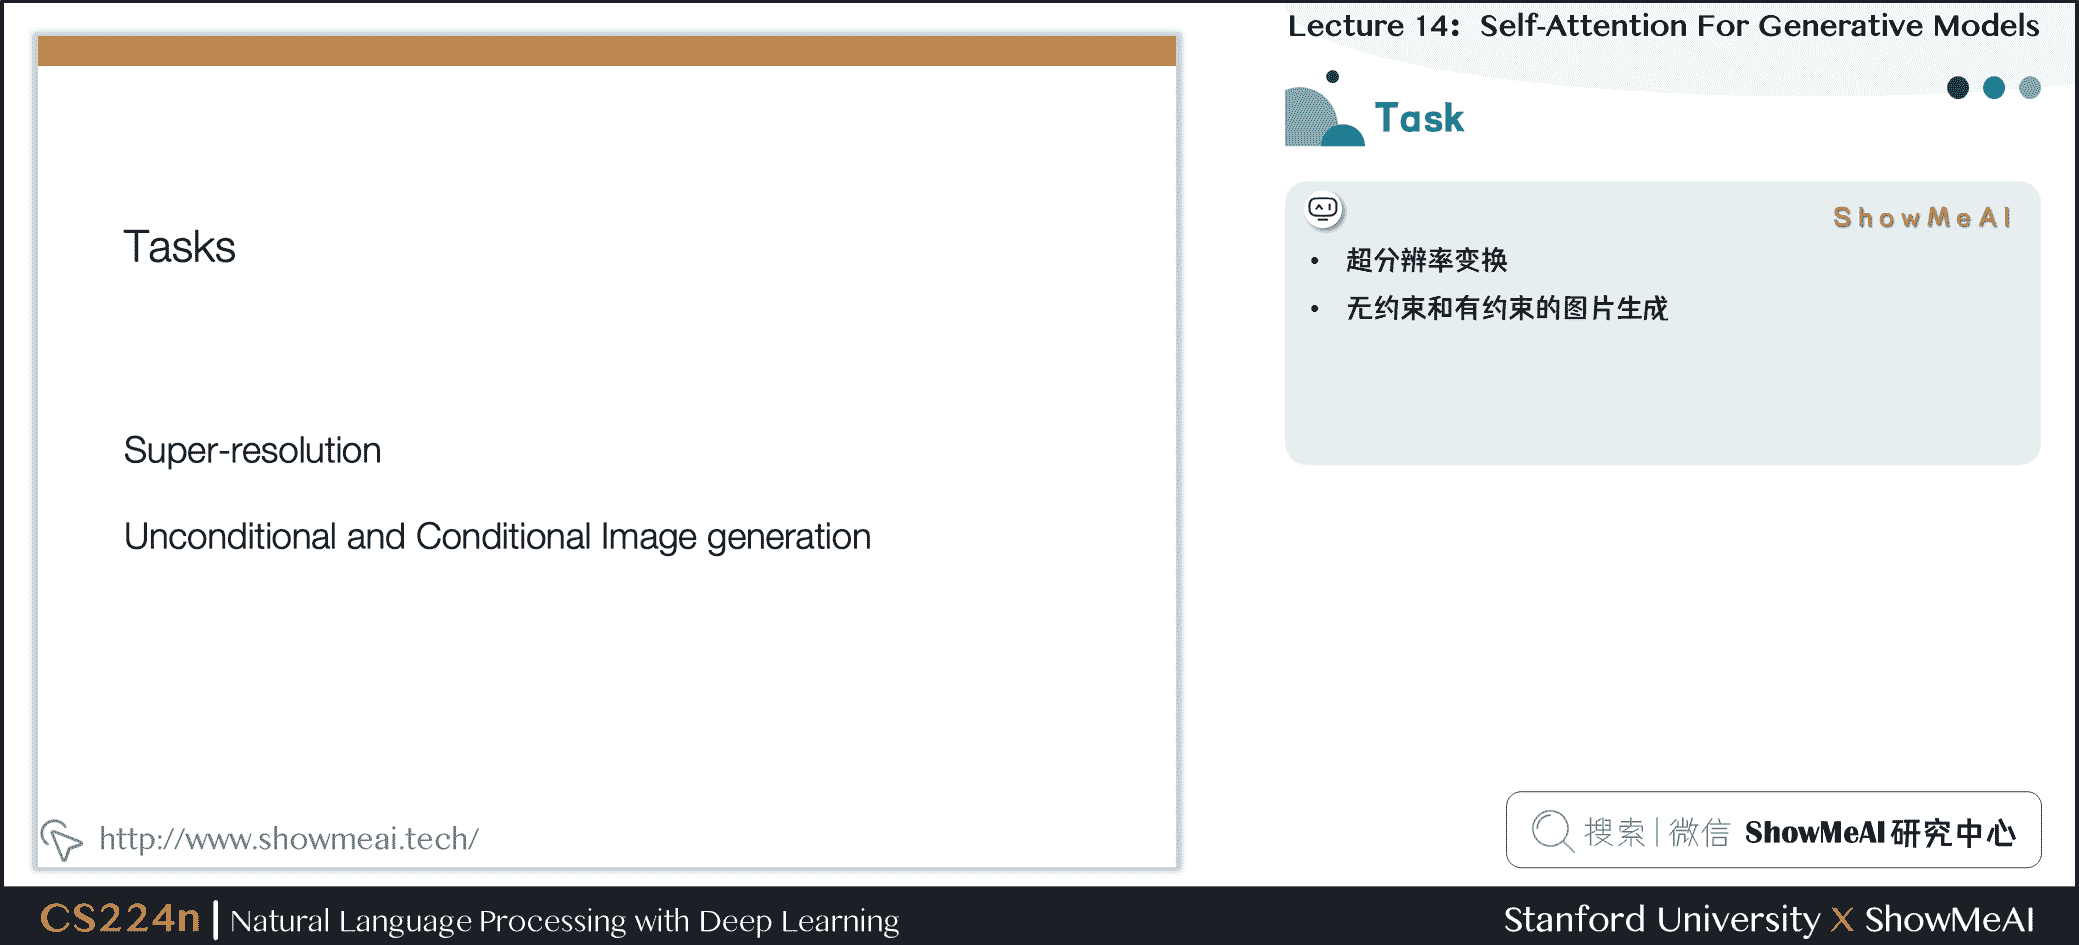 Lecture 14: Self-Attention For Generative Models
Task
ShowMeAI
• 超分辨率变换
• 无约束和有约束的图片生成
Tasks
Super-resolution
Unconditional and Conditional Image generation
http://www.showmeai.tech/
搜索|微信 ShowMeAI研究中心
CS224n | Natural Language Processing with Deep Learning
Stanford University X ShowMeAI